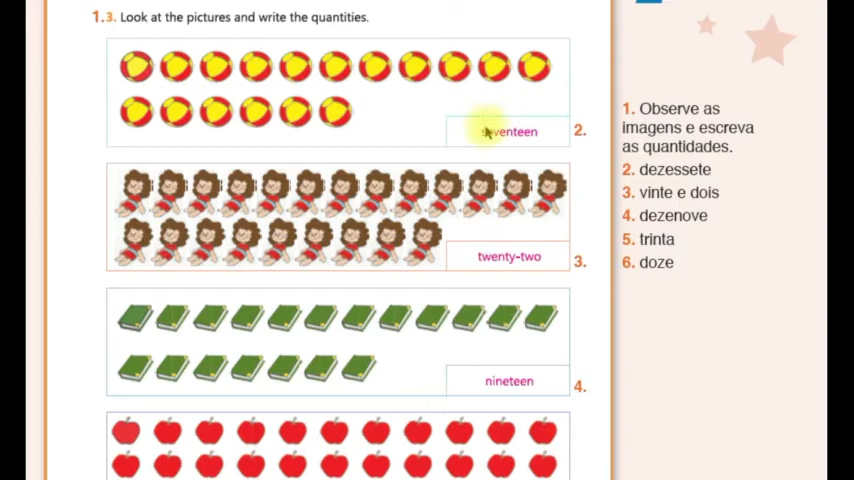 1.3. Look at the pictures and write the quantities.
seventeen
2.
twenty-two
3.
nineteen
4.
1. Observe as
imagens e escreva
as quantidades.
2. dezessete
3. vinte e dois
4. dezenove
5. trinta
6. doze